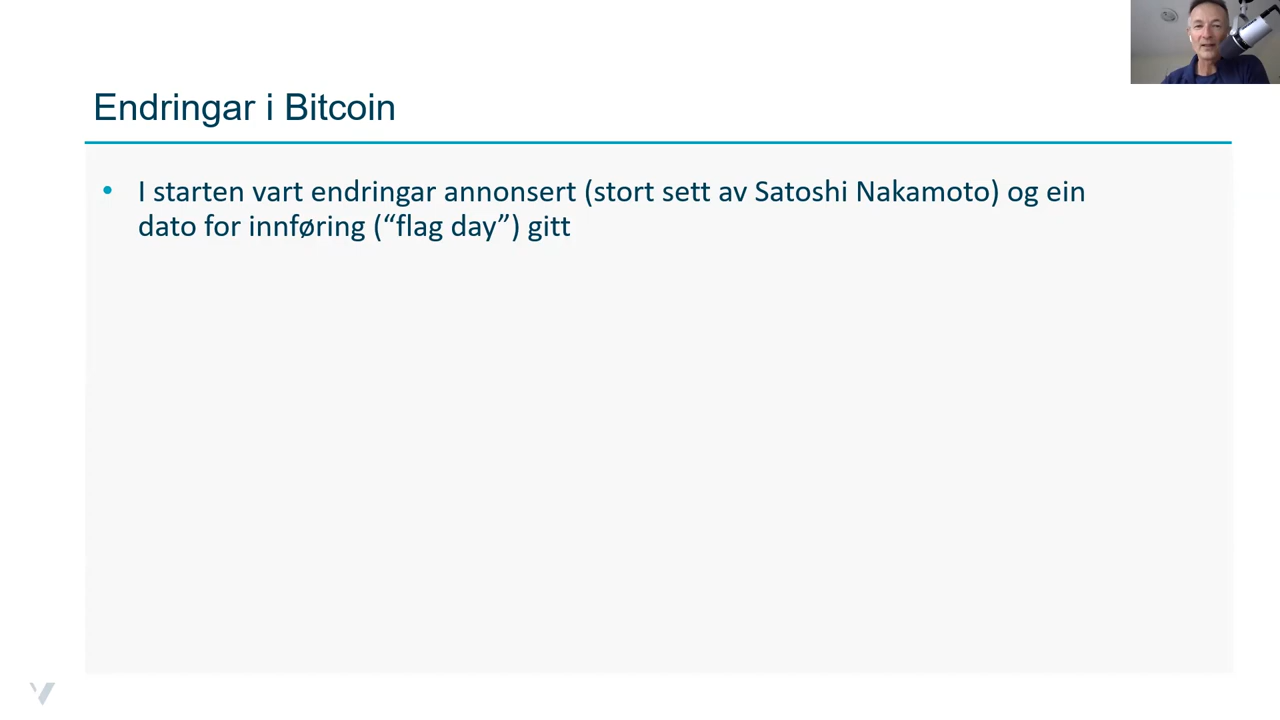 Endringar i Bitcoin
• I starten vart endringar annonsert (stort sett av Satoshi Nakamoto) og ein
dato for innføring (“flag day”) gitt